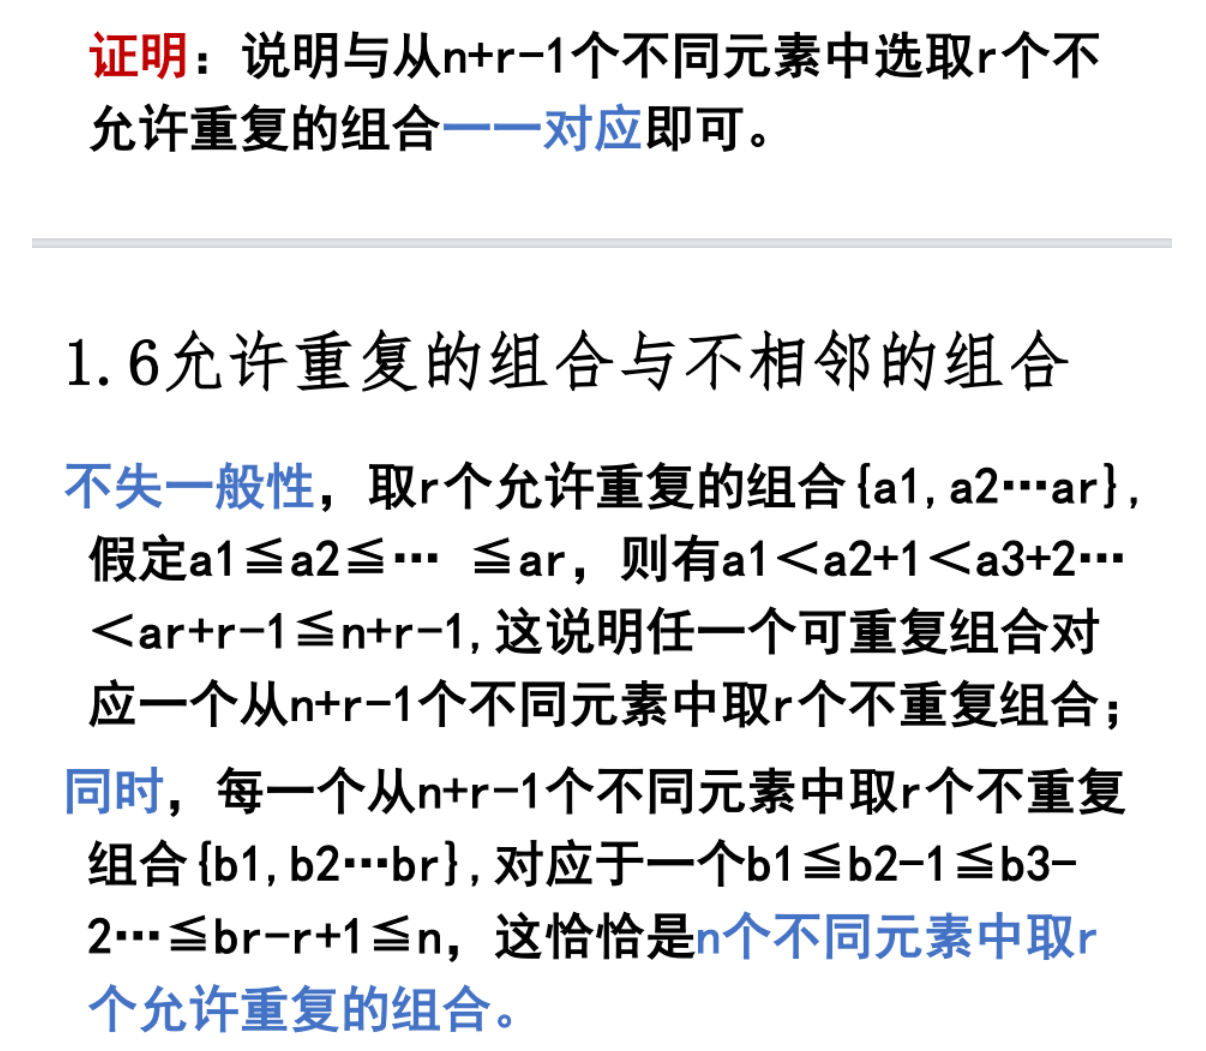 证明：说明与从n+r-1个不同元素中选取r个不
允许重复的组合一一对应即可。
1.6允许重复的组合与不相邻的组合
不失一般性，取r个允许重复的组合{a1,a2…ar},
假定a1≦a2≦… ≦ar，则有a1＜a2+1＜a3+2…
＜ar+r-1≦n+r-1,这说明任一个可重复组合对
应一个从n+r-1个不同元素中取r个不重复组合；
同时，每一个从n+r-1个不同元素中取r个不重复
组合{b1,b2…br},对应于一个b1≦b2-1≦b3-
2…≦br-r+1≦n，这恰恰是n个不同元素中取r
个允许重复的组合。